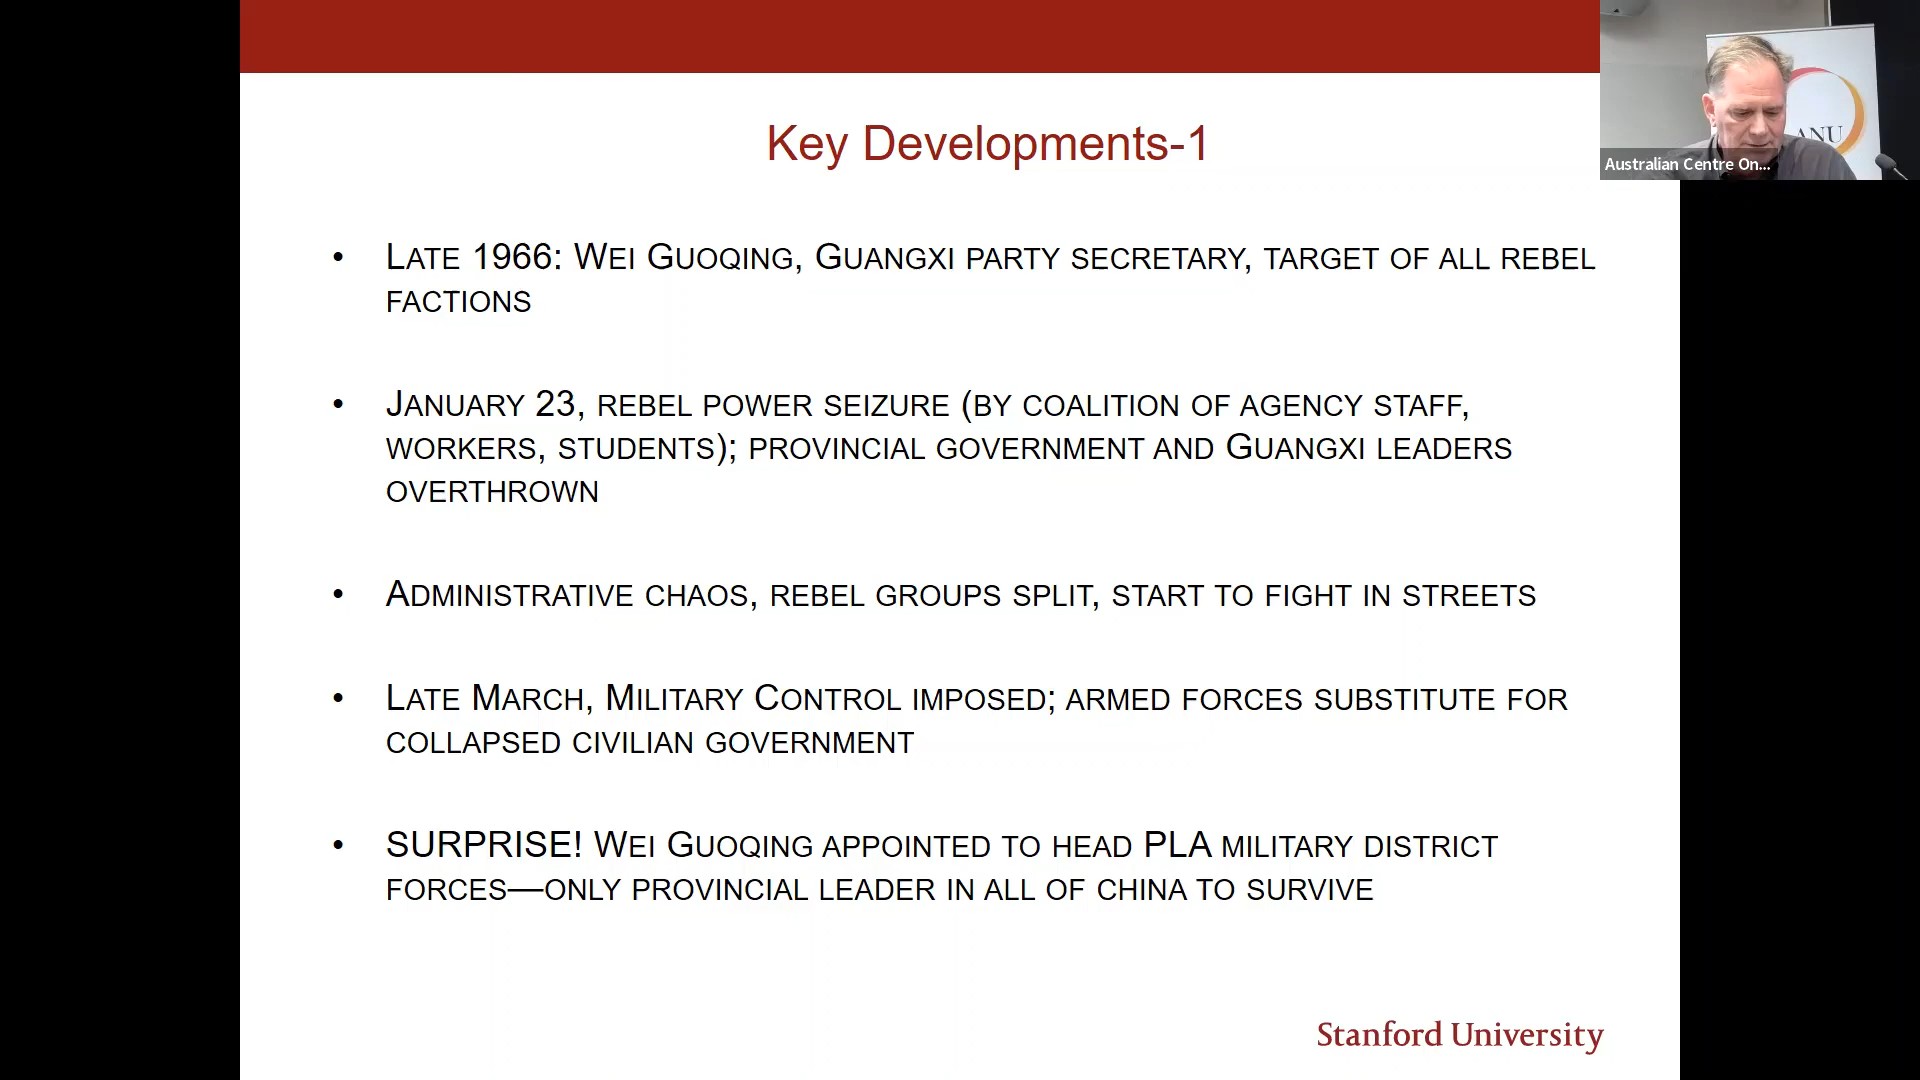 Key Developments-1
• Late 1966: Wei Guoqing, Guangxi party secretary, target of all rebel
factions
• January 23, rebel power seizure (by coalition of agency staff,
workers, students); provincial government and Guangxi leaders
overthrown
• Administrative chaos, rebel groups split, start to fight in streets
• Late March, Military Control imposed; armed forces substitute for
collapsed civilian government
• SURPRISE! Wei Guoqing appointed to head PLA military district
forces—only provincial leader in all of china to survive
Stanford University
ANU
Australian Centre On...